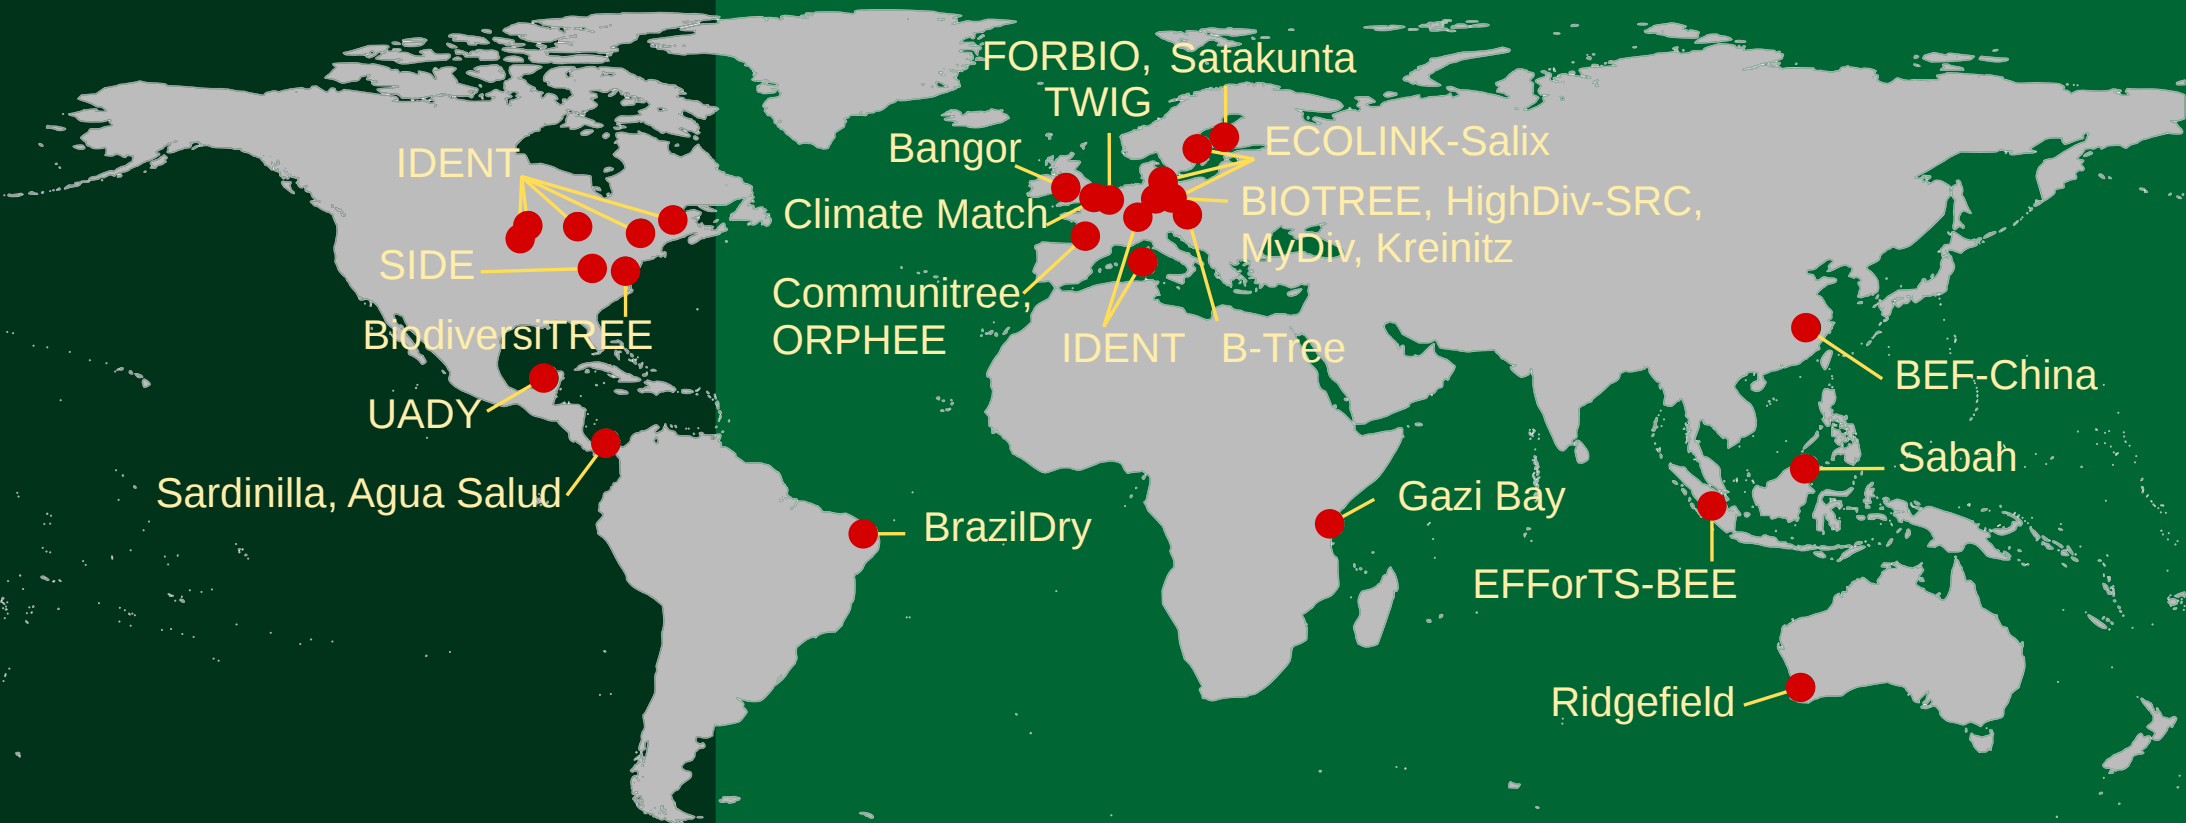 FORBIO,
TWIG
Satakunta
Bangor
ECOLINK-Salix
IDENT
Climate Match
BIOTREE, HighDiv-SRC,
MyDiv, Kreinitz
SIDE
Communitree,
ORPHEE
BiodiversiTREE
IDENT
B-Tree
BEF-China
UADY
Sabah
Sardinilla, Agua Salud
Gazi Bay
BrazilDry
EFForTS-BEE
Ridgefield